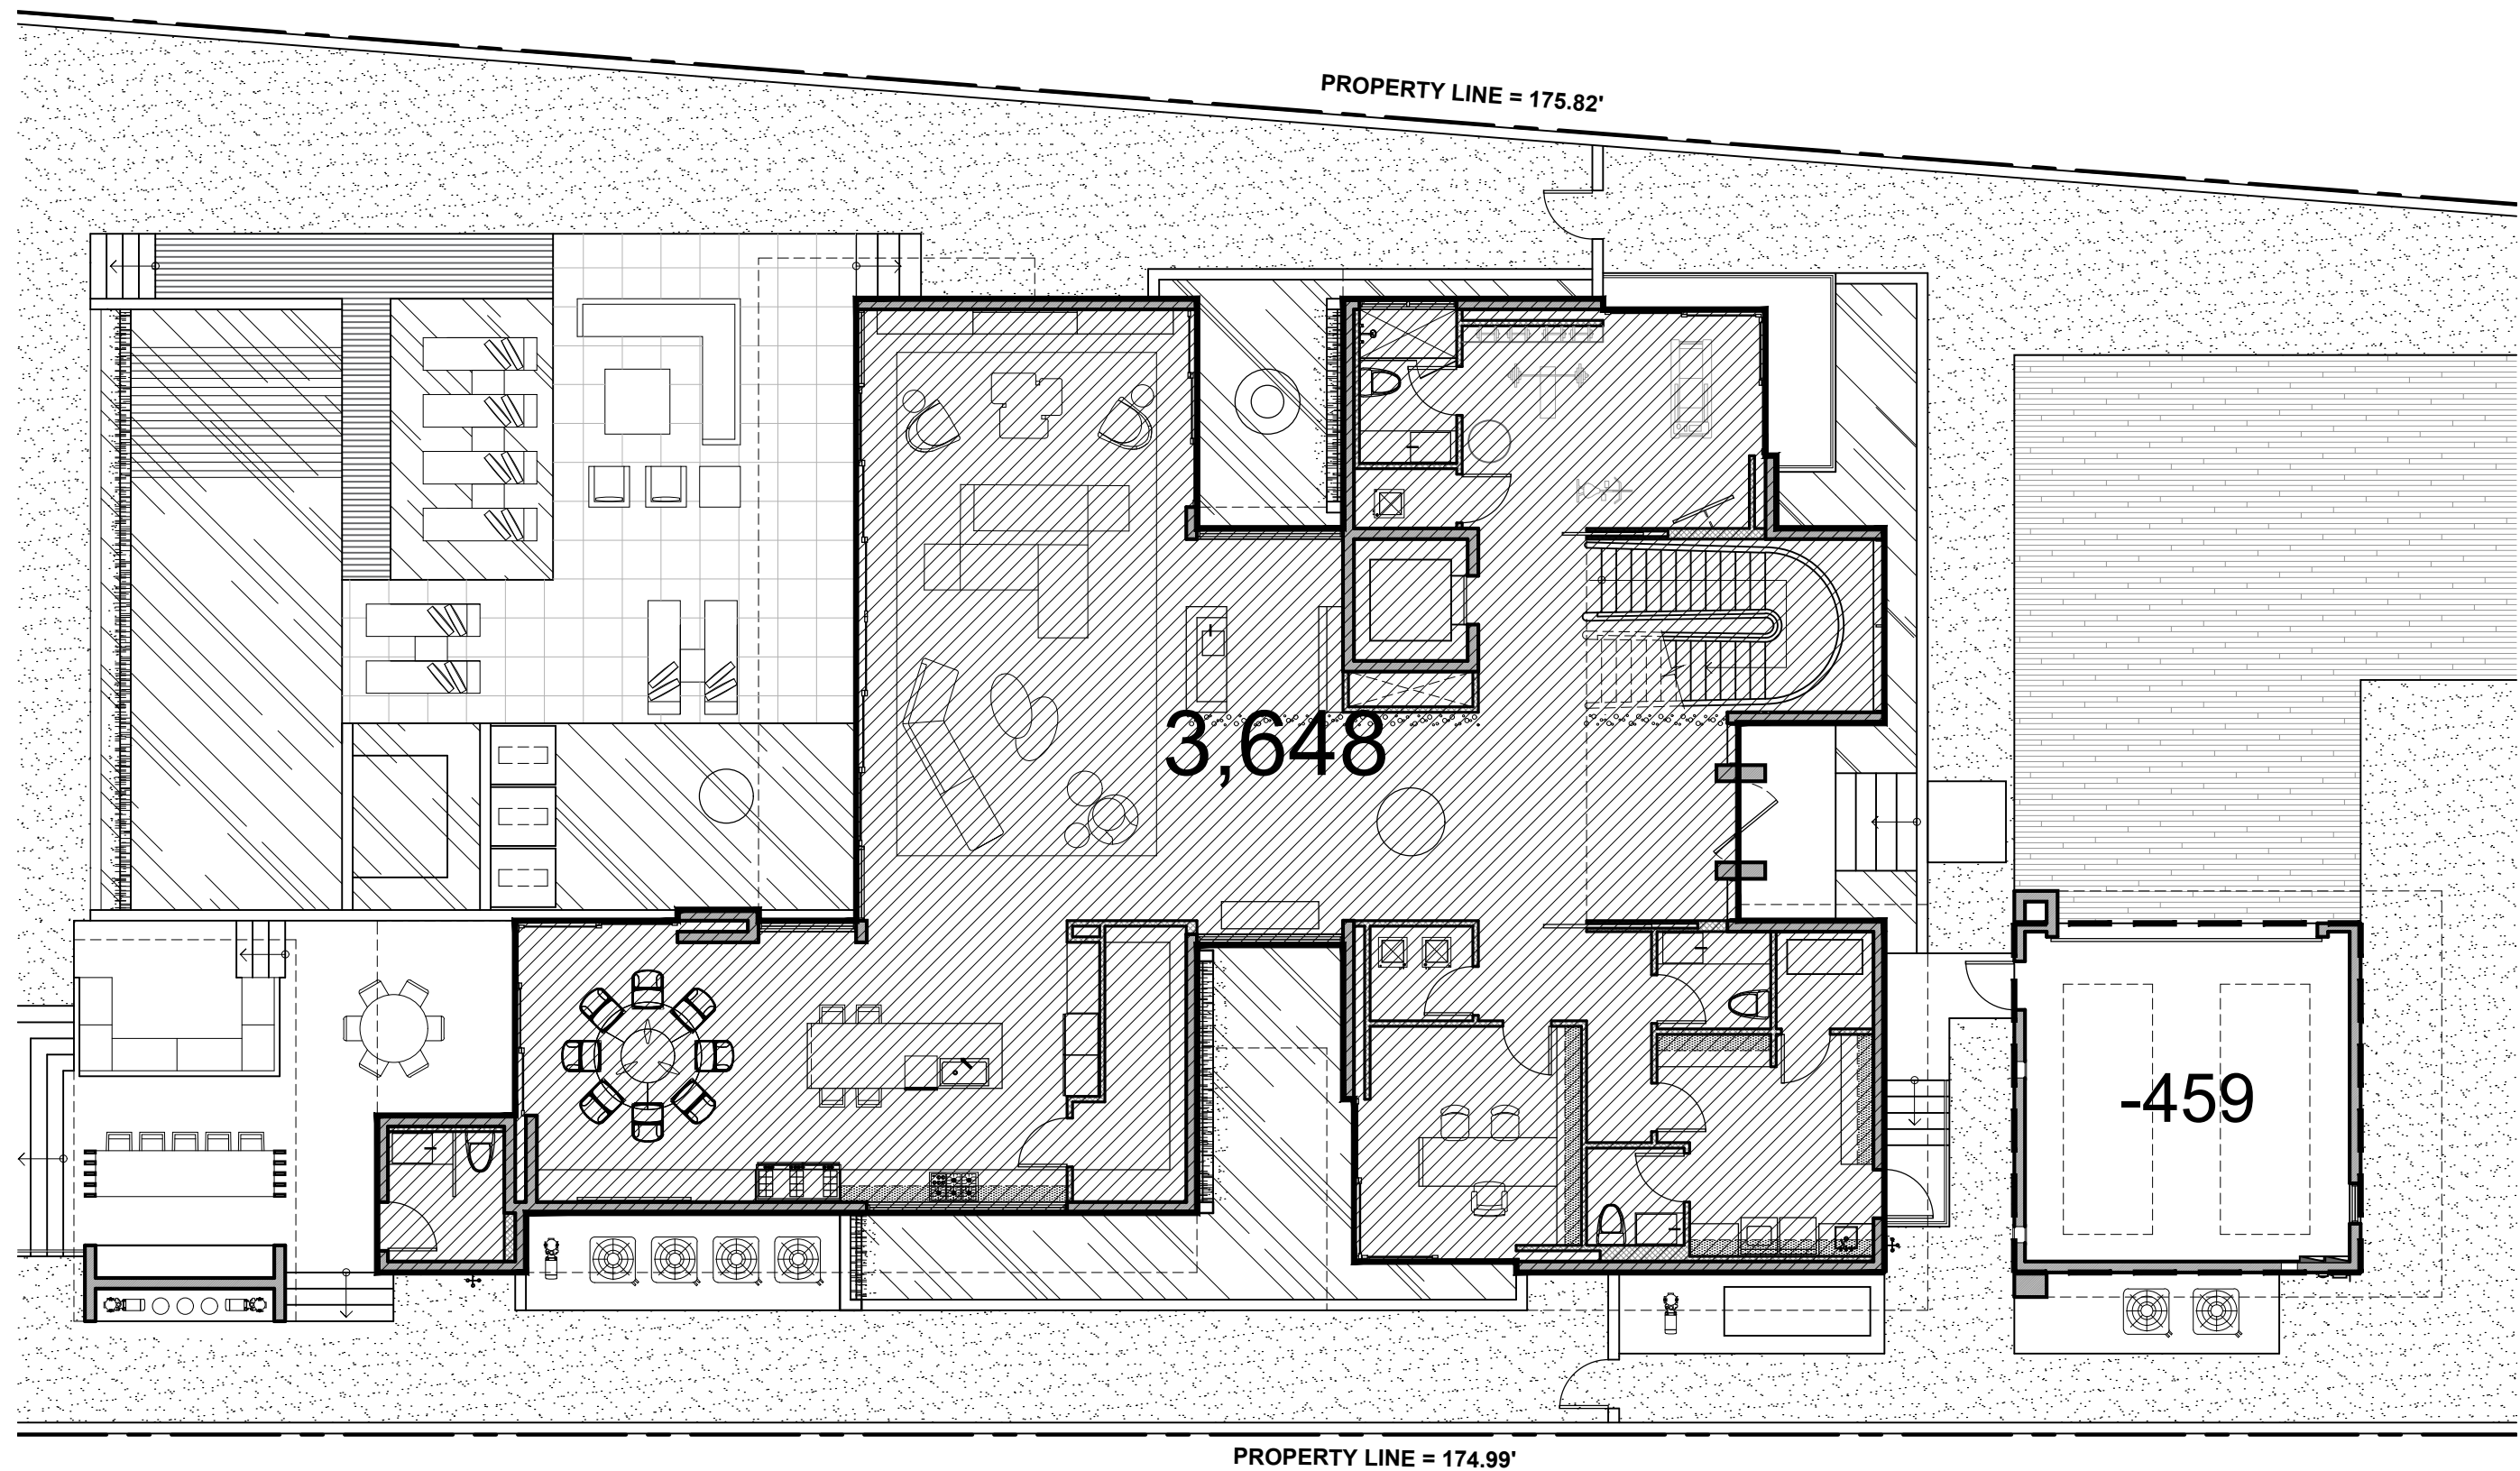 PROPERTY LINE = 175.82'
3,648
-459
PROPERTY LINE = 174.99'